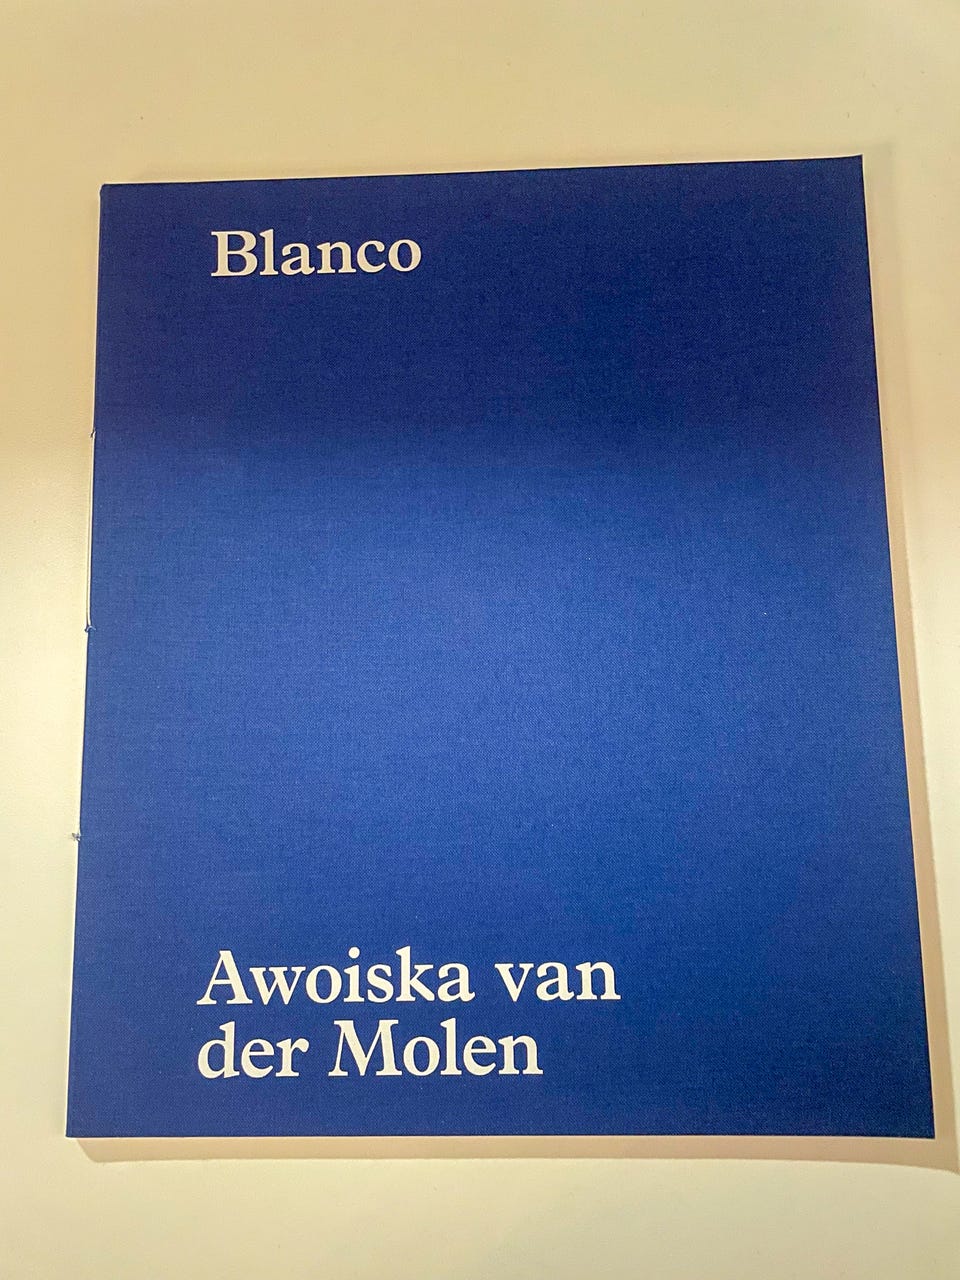 Blanco
Awoiska van
der Molen